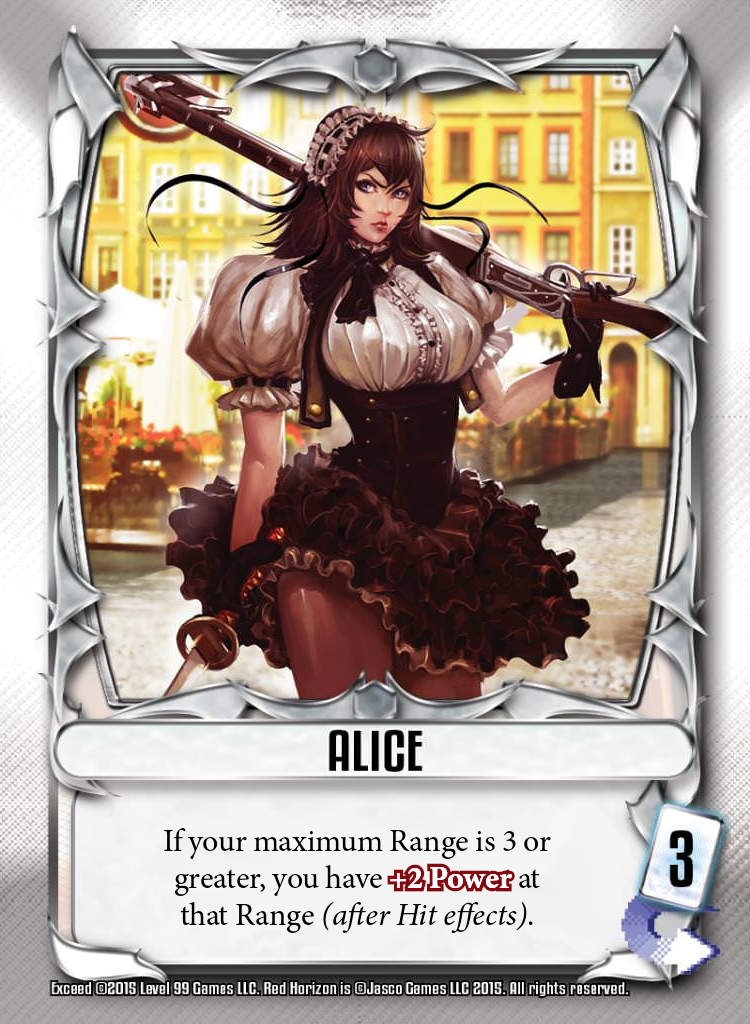 ALICE
If your maximum Range is 3 or
greater, you have +2 Power at
that Range (after Hit effects).
3
Exceed ©2015 Level 99 Games LLC. Red Horizon is ©Jasco Games LLC 2015. All rights reserved.